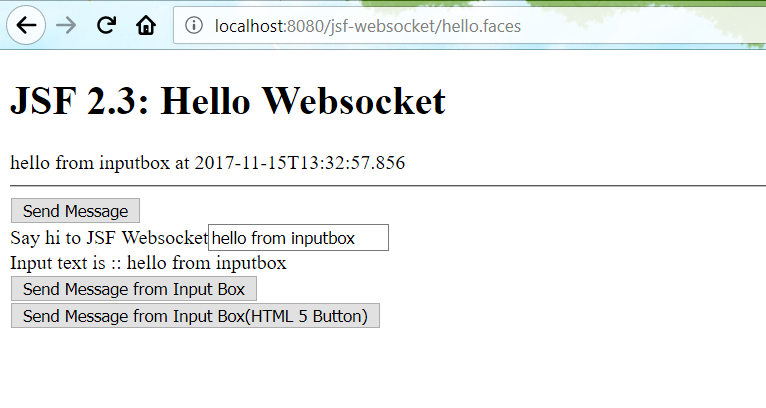 localhost:8080/jsf-websocket/hello.faces
JSF 2.3: Hello Websocket
hello from inputbox at 2017-11-15T13:32:57.856
Send Message
Say hi to JSF Websocket hello from inputbox
Input text is :: hello from inputbox
Send Message from Input Box
Send Message from Input Box(HTML 5 Button)